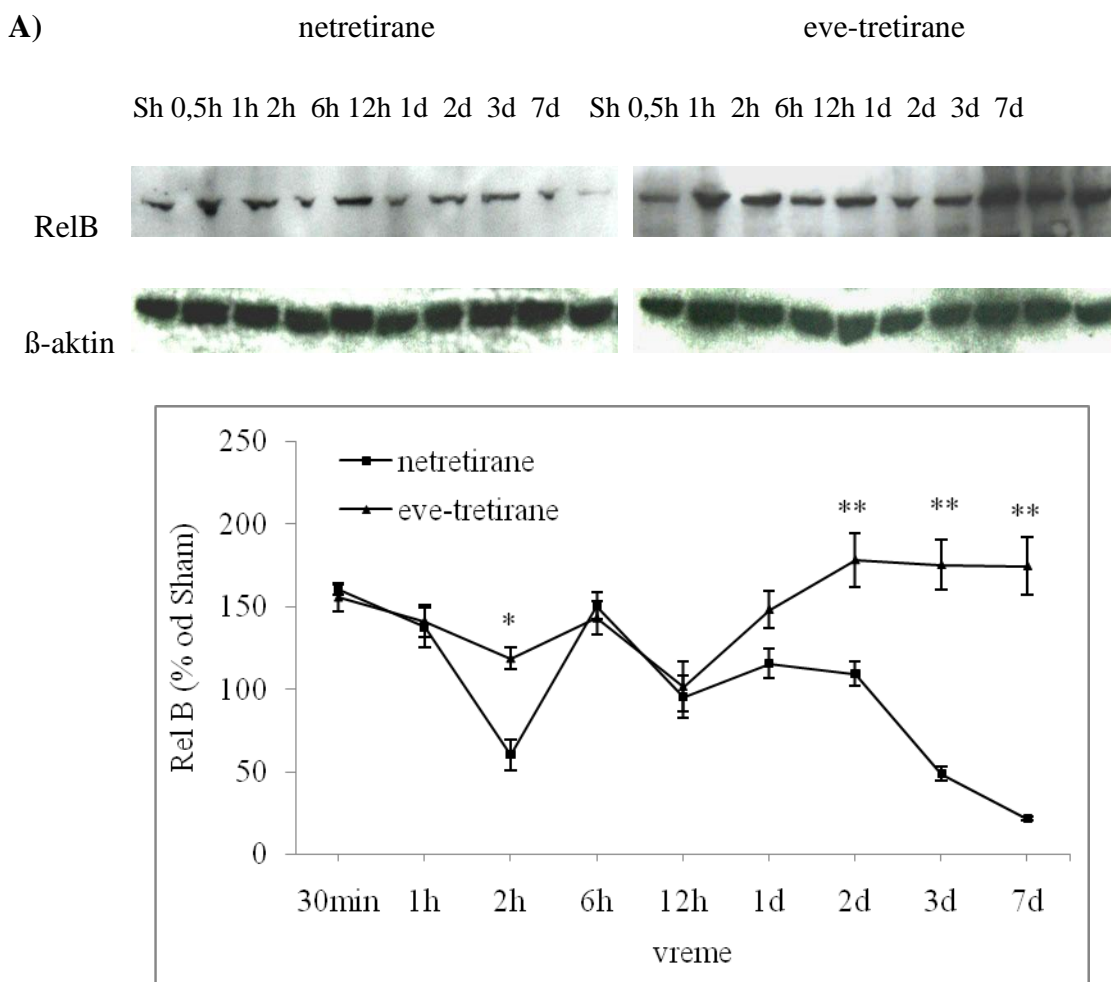 A) netretirane eve-tretirane
Sh 0,5h 1h 2h 6h 12h 1d 2d 3d 7d Sh 0,5h 1h 2h 6h 12h 1d 2d 3d 7d
RelB
ß-aktin
250
netretirane
eve-tretirane
200
** ** **
150
*
100
50
0
Rel B (% od Sham)
30min 1h 2h 6h 12h 1d 2d 3d 7d
vreme